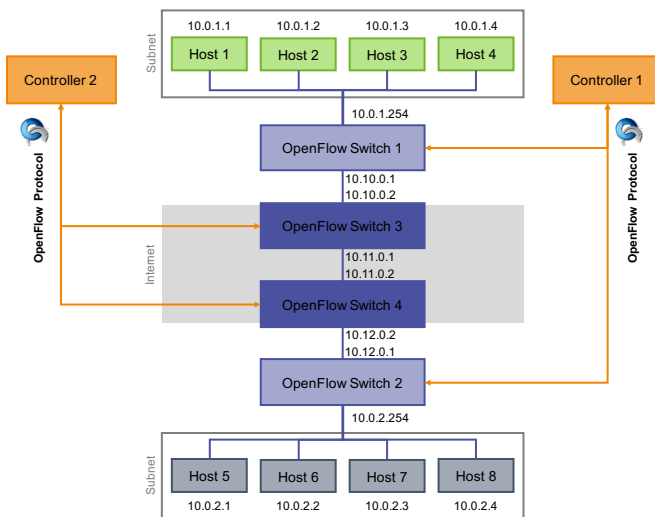 10.0.1.1 10.0.1.2 10.0.1.3 10.0.1.4
Subnet
Host 1 Host 2 Host 3 Host 4
Controller 2
Controller 1
10.0.1.254
OpenFlow Protocol
OpenFlow Switch 1
OpenFlow Protocol
10.10.0.1
10.10.0.2
Internet
OpenFlow Switch 3
10.11.0.1
10.11.0.2
OpenFlow Switch 4
10.12.0.2
10.12.0.1
OpenFlow Switch 2
10.0.2.254
Subnet
Host 5 Host 6 Host 7 Host 8
10.0.2.1 10.0.2.2 10.0.2.3 10.0.2.4